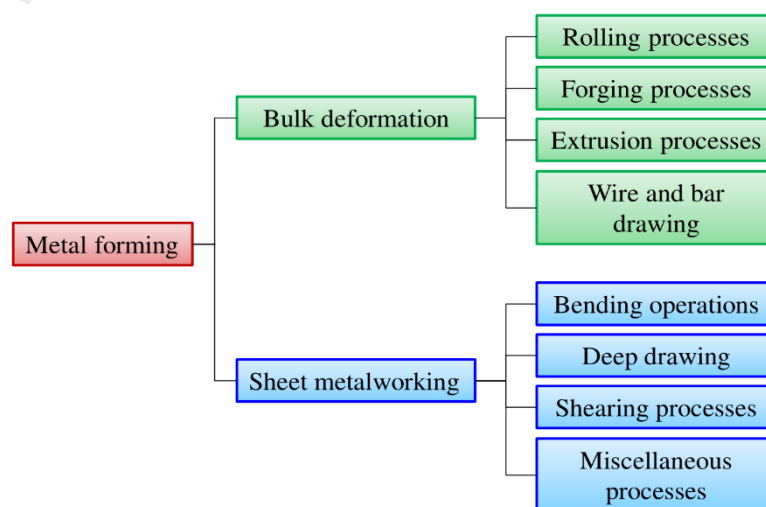 Metal forming
Bulk deformation
Rolling processes
Forging processes
Extrusion processes
Wire and bar
drawing
Sheet metalworking
Bending operations
Deep drawing
Shearing processes
Miscellaneous
processes